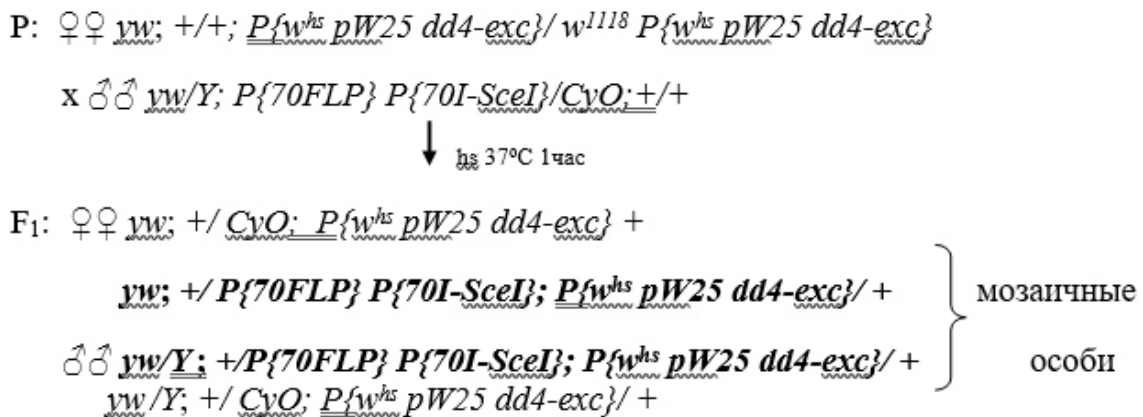 P: ♀♀ yw; +/+; P{wʰˢ pW25 dd4-exc}/ w¹¹¹⁸ P{wʰˢ pW25 dd4-exc}
x ♂♂ yw/Y; P{70FLP} P{70I-SceI}/CyO;+/+
hs 37ºC 1час
F₁: ♀♀ yw; +/ CyO; P{wʰˢ pW25 dd4-exc} +
yw; +/ P{70FLP} P{70I-SceI}; P{wʰˢ pW25 dd4-exc}/ + мозаичные
♂♂ yw/Y; +/P{70FLP} P{70I-SceI}; P{wʰˢ pW25 dd4-exc}/ + особи
yw /Y; +/ CyO; P{wʰˢ pW25 dd4-exc}/ +